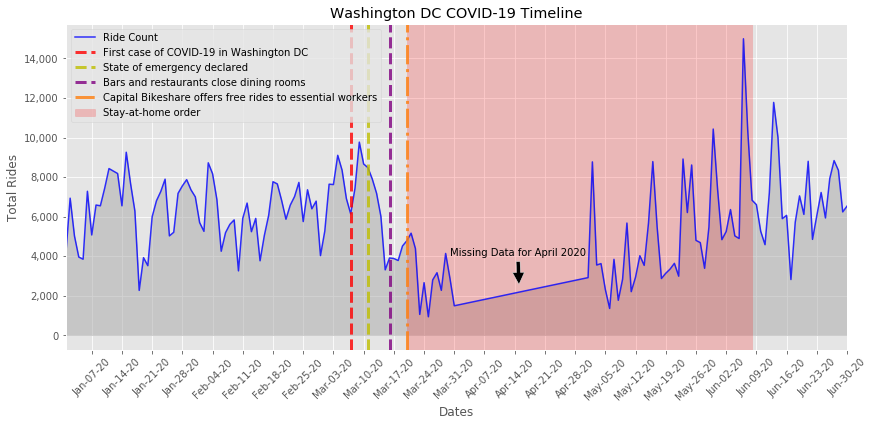 Washington DC COVID-19 Timeline
Ride Count
First case of COVID-19 in Washington DC
State of emergency declared
Bars and restaurants close dining rooms
Capital Bikeshare offers free rides to essential workers
Stay-at-home order
14,000
12,000
10,000
8,000
6,000
4,000
2,000
0
Total Rides
Missing Data for April 2020
Jan-07-20
Jan-14-20
Jan-21-20
Jan-28-20
Feb-04-20
Feb-11-20
Feb-18-20
Feb-25-20
Mar-03-20
Mar-10-20
Mar-17-20
Mar-24-20
Mar-31-20
Apr-07-20
Apr-14-20
Apr-21-20
Apr-28-20
May-05-20
May-12-20
May-19-20
May-26-20
Jun-02-20
Jun-09-20
Jun-16-20
Jun-23-20
Jun-30-20
Dates